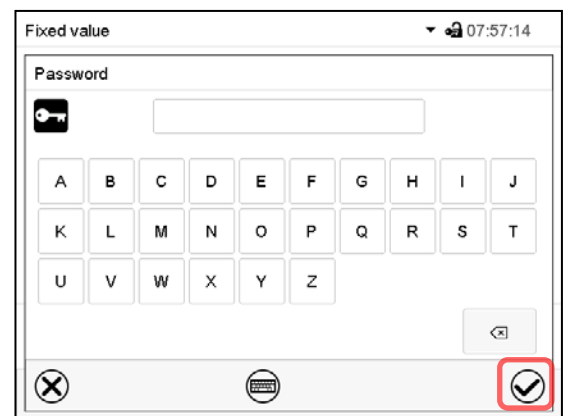 Fixed value 07:57:14
Password
A B C D E F G H I J
K L M N O P Q R S T
U V W X Y Z